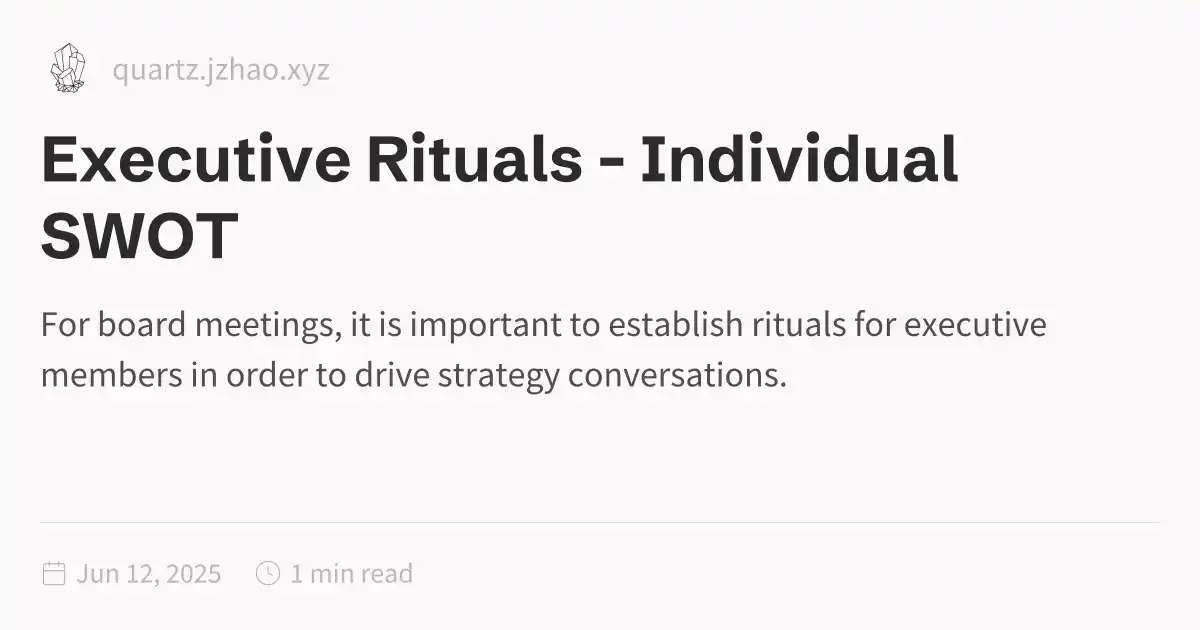 quartz.jzhao.xyz
Executive Rituals - Individual
SWOT
For board meetings, it is important to establish rituals for executive
members in order to drive strategy conversations.
Jun 12, 2025 1 min read